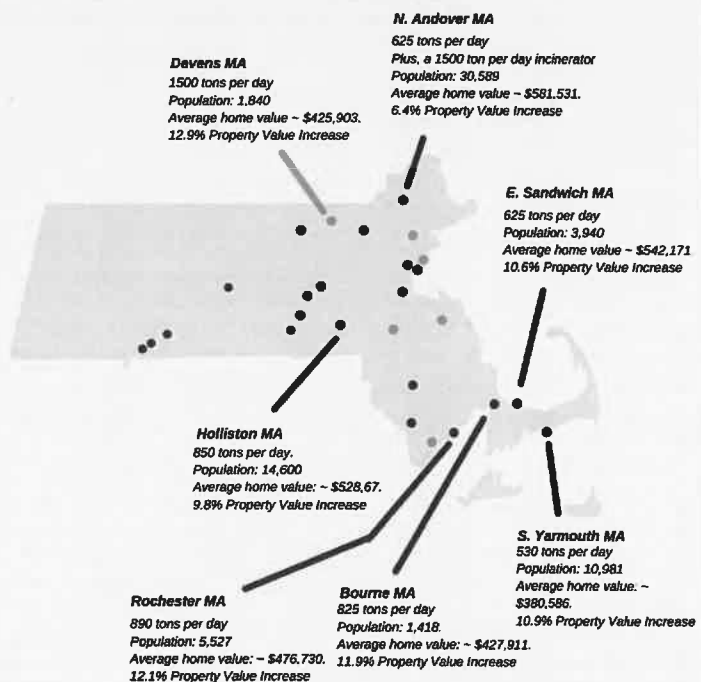 N. Andover MA
625 tons per day
Plus, a 1500 ton per day incinerator
Population: 30,589
Average home value ~ $581.531.
6.4% Property Value Increase
Devens MA
1500 tons per day
Population: 1,840
Average home value ~ $425,903.
12.9% Property Value Increase
E. Sandwich MA
625 tons per day
Population: 3,940
Average home value ~ $542,171
10.6% Property Value Increase
Holliston MA
850 tons per day.
Population: 14,600
Average home value: ~ $528,67.
9.8% Property Value Increase
S. Yarmouth MA
530 tons per day
Population: 10,981
Average home value: ~
$380,586.
10.9% Property Value Increase
Rochester MA
890 tons per day
Population: 5,527
Average home value: ~ $476.730.
12.1% Property Value Increase
Bourne MA
825 tons per day
Population: 1,418.
Average home value: ~ $427,911.
11.9% Property Value Increase